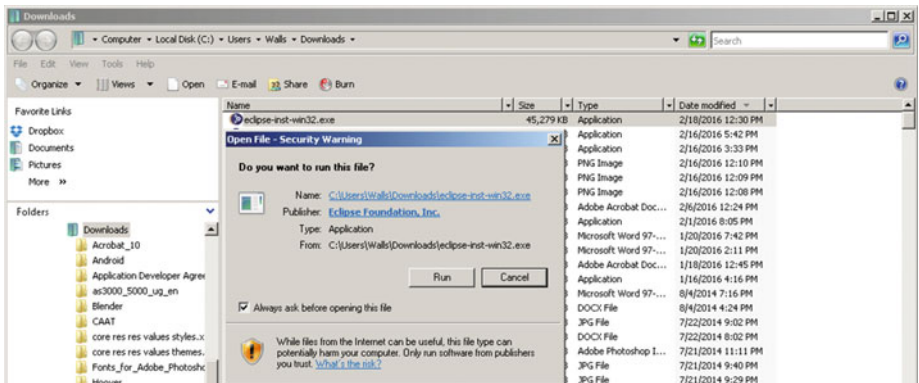 Downloads
Computer Local Disk (C:) Users Walls Downloads
Search
File Edit View Tools Help
Organize Views Open E-mail Share Burn
Favorite Links
Dropbox
Documents
Pictures
More »
Folders
Downloads
Acrobat_10
Android
Application Developer Agree
as3000_5000_ug_en
Blender
CAAT
core res res values styles.x
core res res values themes.
Fonts_for_Adobe_Photosho
Hoover
Name Size Type Date modified
eclipse-inst-win32.exe 45,279 KB Application 2/18/2016 12:30 PM
Application 2/16/2016 5:42 PM
Application 2/16/2016 3:33 PM
PNG Image 2/16/2016 12:10 PM
PNG Image 2/16/2016 12:09 PM
PNG Image 2/16/2016 12:08 PM
Adobe Acrobat Doc... 2/6/2016 12:24 PM
Application 2/1/2016 8:05 PM
Microsoft Word 97-... 1/20/2016 7:42 PM
Microsoft Word 97-... 1/20/2016 2:11 PM
Adobe Acrobat Doc... 1/18/2016 12:45 PM
Application 1/16/2016 4:16 PM
Microsoft Word 97-... 8/4/2014 7:16 PM
DOCX File 8/4/2014 4:24 PM
JPG File 7/22/2014 9:02 PM
DOCX File 7/22/2014 8:02 PM
Adobe Photoshop I... 7/21/2014 11:11 PM
JPG File 7/21/2014 9:40 PM
JPG File 7/21/2014 9:29 PM
Open File - Security Warning
Do you want to run this file?
Name: C:\Users\Walls\Downloads\eclipse-inst-win32.exe
Publisher: Eclipse Foundation, Inc.
Type: Application
From: C:\Users\Walls\Downloads\eclipse-inst-win32.exe
Run Cancel
Always ask before opening this file
While files from the Internet can be useful, this file type can
potentially harm your computer. Only run software from publishers
you trust. What's the risk?